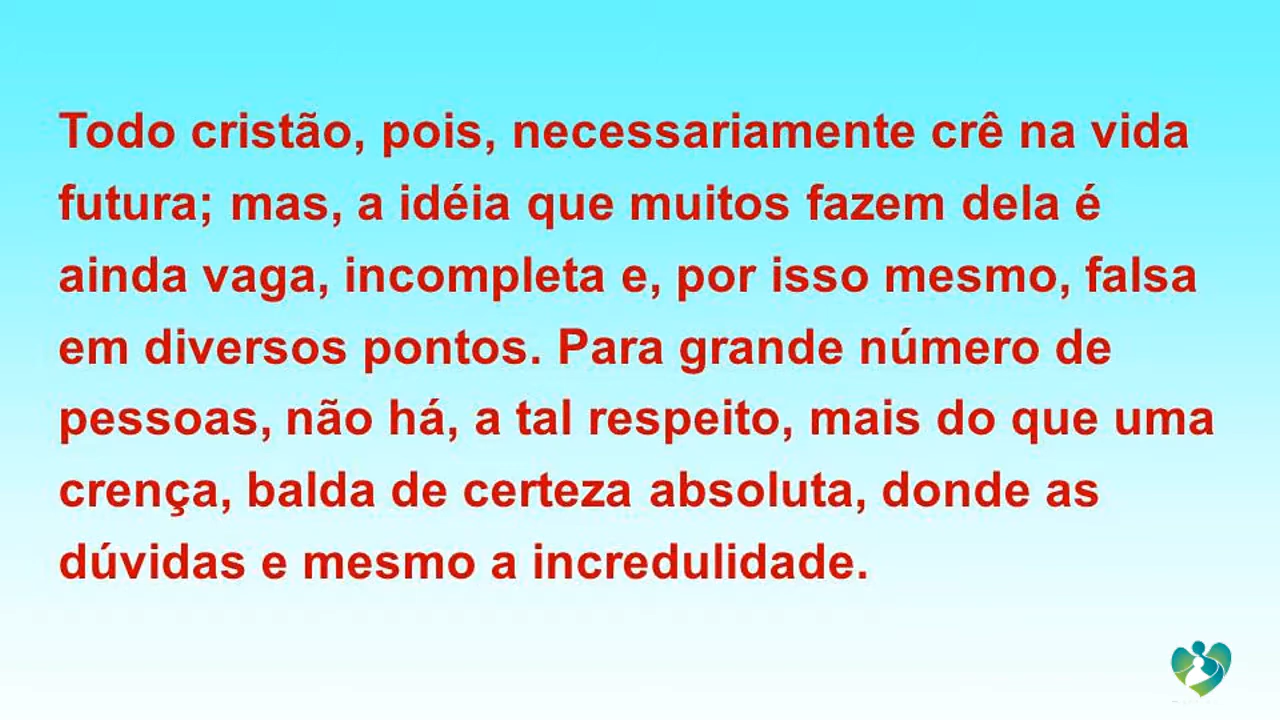 Todo cristão, pois, necessariamente crê na vida
futura; mas, a idéia que muitos fazem dela é
ainda vaga, incompleta e, por isso mesmo, falsa
em diversos pontos. Para grande número de
pessoas, não há, a tal respeito, mais do que uma
crença, balda de certeza absoluta, donde as
dúvidas e mesmo a incredulidade.